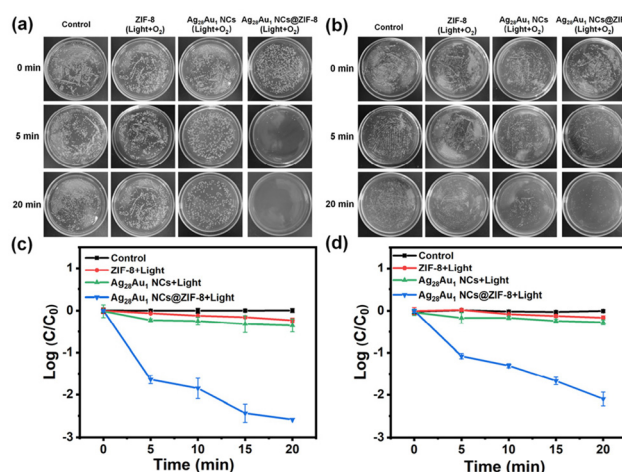 (a)
Control
ZIF-8
(Light+O₂)
Ag₂₈Au₁ NCs
(Light+O₂)
Ag₂₈Au₁ NCs@ZIF-8
(Light+O₂)
0 min
5 min
20 min
(b)
Control
ZIF-8
(Light+O₂)
Ag₂₈Au₁ NCs
(Light+O₂)
Ag₂₈Au₁ NCs@ZIF-8
(Light+O₂)
0 min
5 min
20 min
(c)
Control
ZIF-8+Light
Ag₂₈Au₁ NCs+Light
Ag₂₈Au₁ NCs@ZIF-8+Light
Log (C/C₀)
1
0
-1
-2
-3
0 5 10 15 20
Time (min)
(d)
Control
ZIF-8+Light
Ag₂₈Au₁ NCs+Light
Ag₂₈Au₁ NCs@ZIF-8+Light
Log (C/C₀)
1
0
-1
-2
-3
0 5 10 15 20
Time (min)